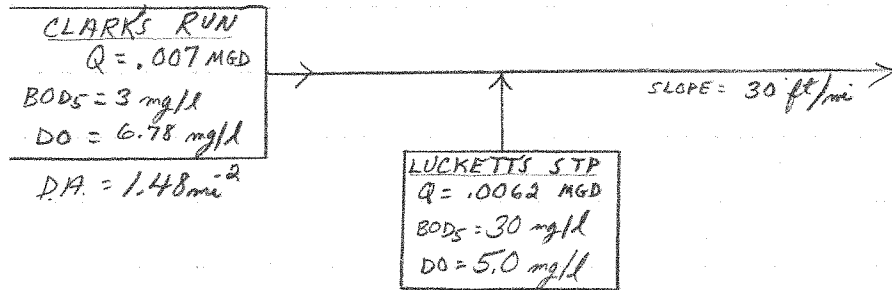 CLARK'S RUN
Q = .007 MGD
BOD5 = 3 mg/l
DO = 6.78 mg/l
D.A. = 1.48 mi²
SLOPE = 30 ft/mi
LUCKETTS STP
Q = .0062 MGD
BOD5 = 30 mg/l
DO = 5.0 mg/l